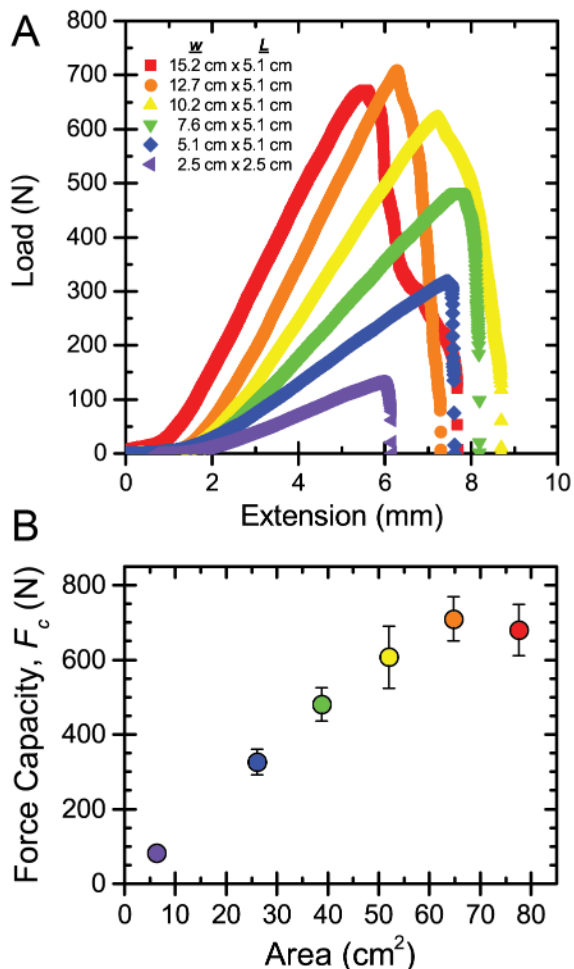 A
w L
15.2 cm x 5.1 cm
12.7 cm x 5.1 cm
10.2 cm x 5.1 cm
7.6 cm x 5.1 cm
5.1 cm x 5.1 cm
2.5 cm x 2.5 cm
800
700
600
500
400
300
200
100
0
Load (N)
0 2 4 6 8 10
Extension (mm)
B
800
600
400
200
0
Force Capacity, F_c (N)
0 10 20 30 40 50 60 70 80
Area (cm²)